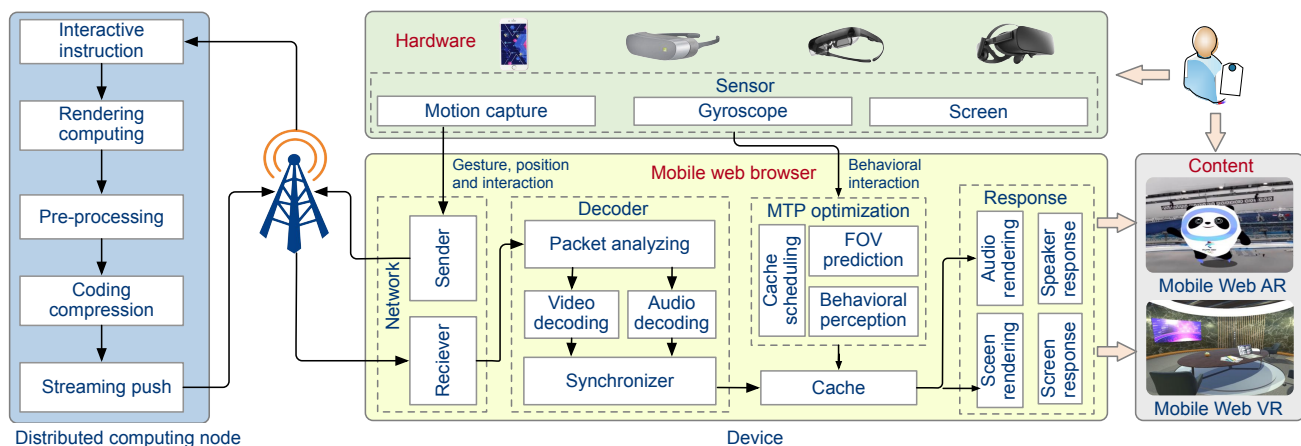 Interactive
instruction
Rendering
computing
Pre-processing
Coding
compression
Streaming push
Distributed computing node
Hardware
Sensor
Motion capture
Gyroscope
Screen
Gesture, position
and interaction
Mobile web browser
Behavioral
interaction
Network
Sender
Reciever
Decoder
Packet analyzing
Video
decoding
Audio
decoding
Synchronizer
MTP optimization
Cache
scheduling
FOV
prediction
Behavioral
perception
Cache
Response
Audio
rendering
Speaker
response
Sceen
rendering
Screen
response
Device
Content
Mobile Web AR
Mobile Web VR